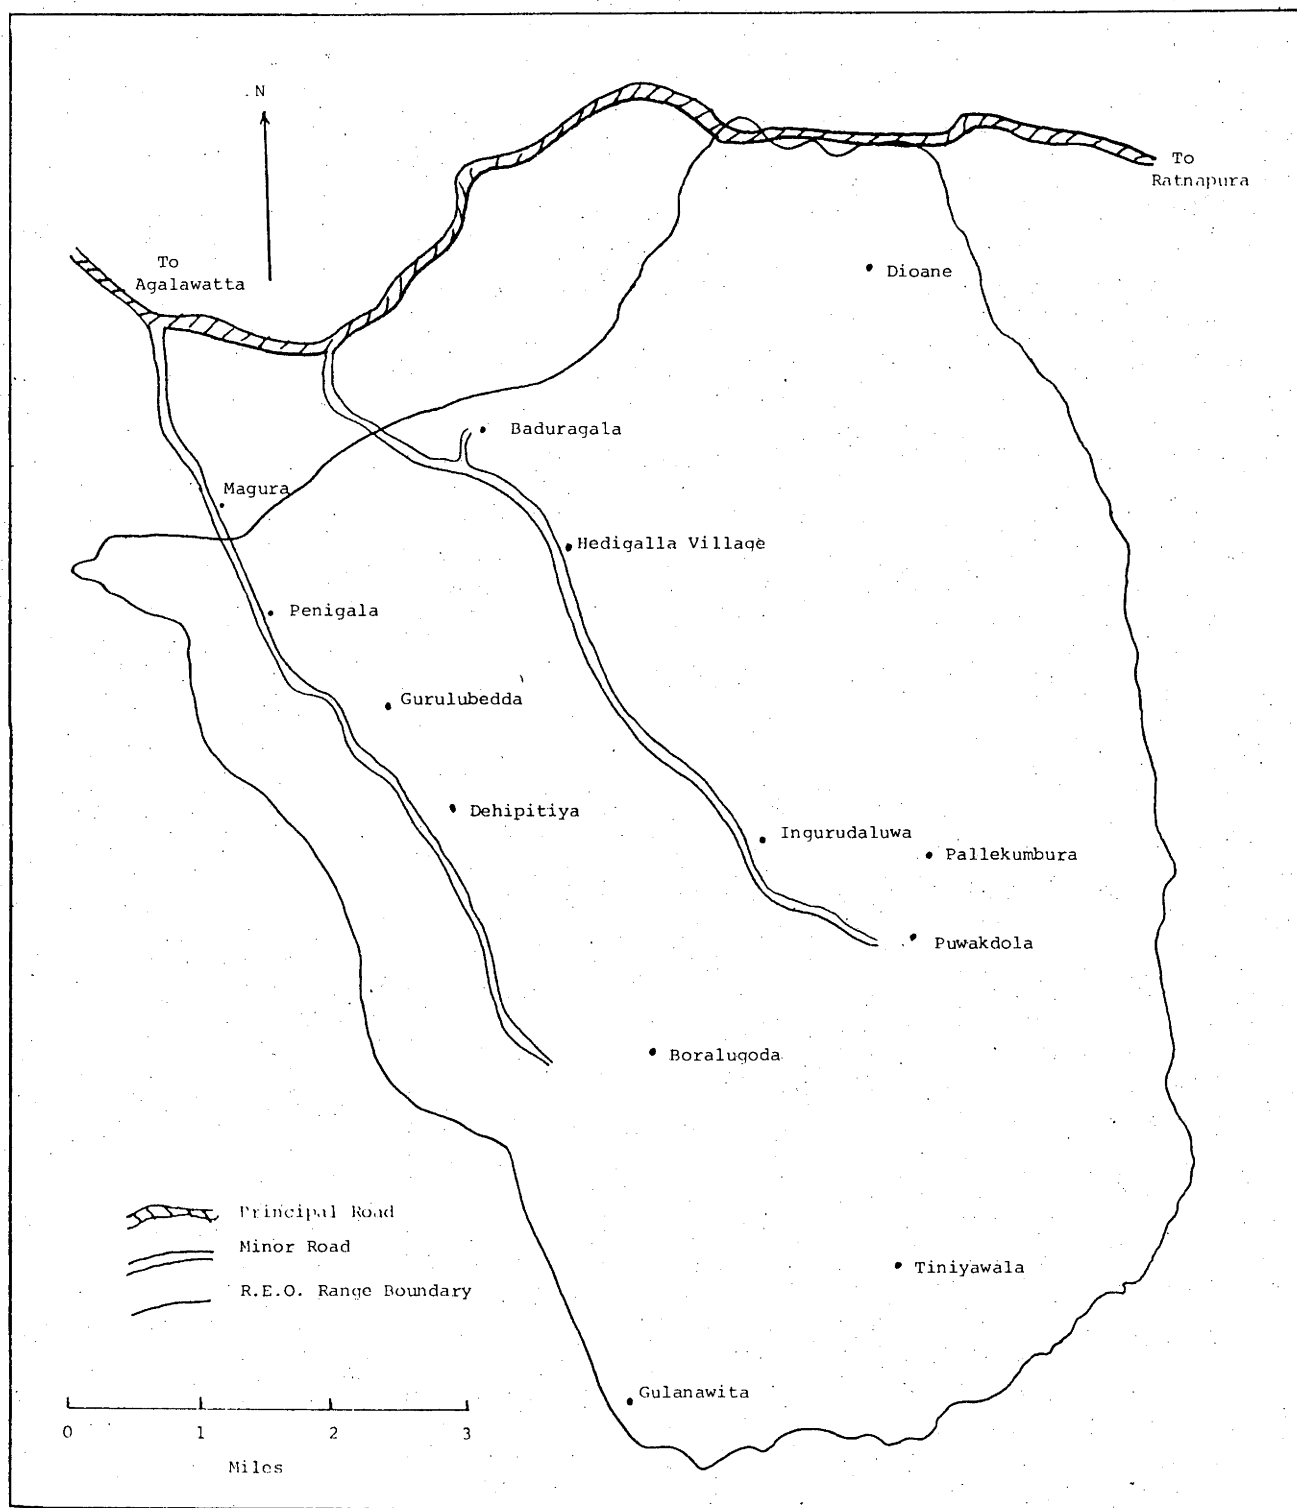 N
To
Ratnapura
To
Agalawatta
Dioane
Baduragala
Magura
Hedigalla Village
Penigala
Gurulubedda
Dehipitiya
Ingurudaluwa
Pallekumbura
Puwakdola
Boralugoda
Principal Road
Minor Road
R.E.O. Range Boundary
Tiniyawala
Gulanawita
0 1 2 3
Miles